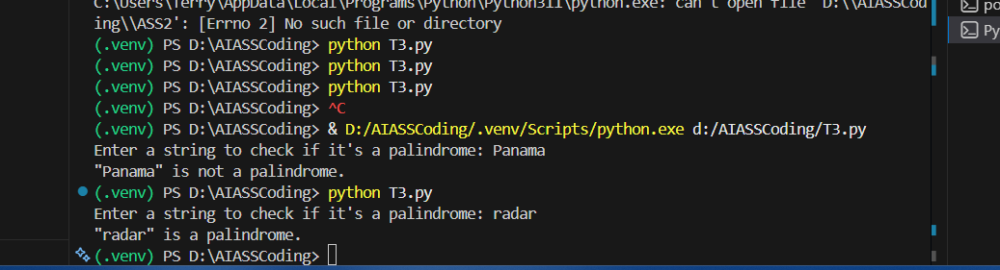 C:\Users\Terry\AppData\Local\Programs\Python\Python311\python.exe: can't open file 'D:\\AIASSCod
ing\\ASS2': [Errno 2] No such file or directory
(.venv) PS D:\AIASSCoding> python T3.py
(.venv) PS D:\AIASSCoding> python T3.py
(.venv) PS D:\AIASSCoding> python T3.py
(.venv) PS D:\AIASSCoding> ^C
(.venv) PS D:\AIASSCoding> & D:/AIASSCoding/.venv/Scripts/python.exe d:/AIASSCoding/T3.py
Enter a string to check if it's a palindrome: Panama
"Panama" is not a palindrome.
(.venv) PS D:\AIASSCoding> python T3.py
Enter a string to check if it's a palindrome: radar
"radar" is a palindrome.
(.venv) PS D:\AIASSCoding>
po
Py